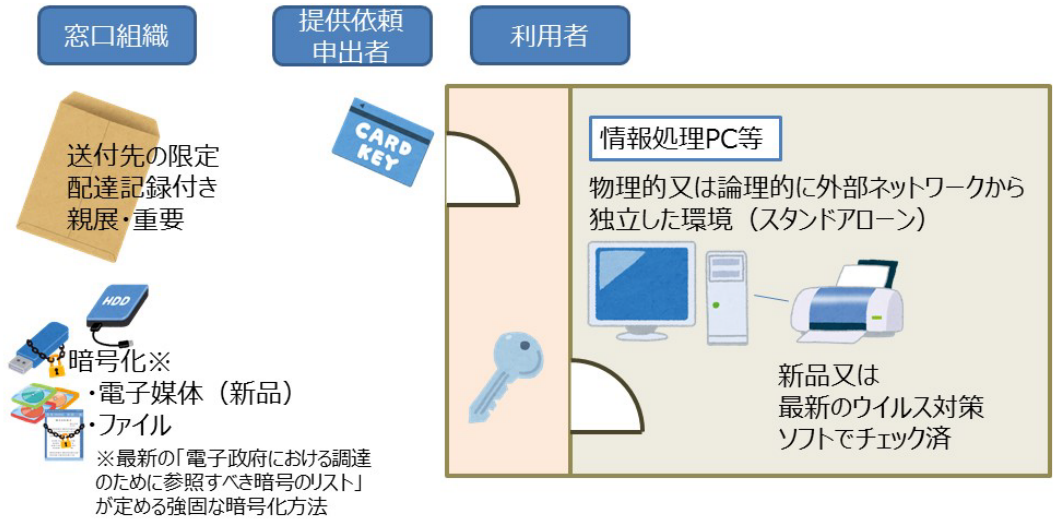 窓口組織
提供依頼
申出者
利用者
送付先の限定
配達記録付き
親展・重要
CARD
KEY
情報処理PC等
物理的又は論理的に外部ネットワークから
独立した環境（スタンドアローン）
HDD
暗号化※
・電子媒体（新品）
・ファイル
※最新の「電子政府における調達
のために参照すべき暗号のリスト」
が定める強固な暗号化方法
新品又は
最新のウイルス対策
ソフトでチェック済